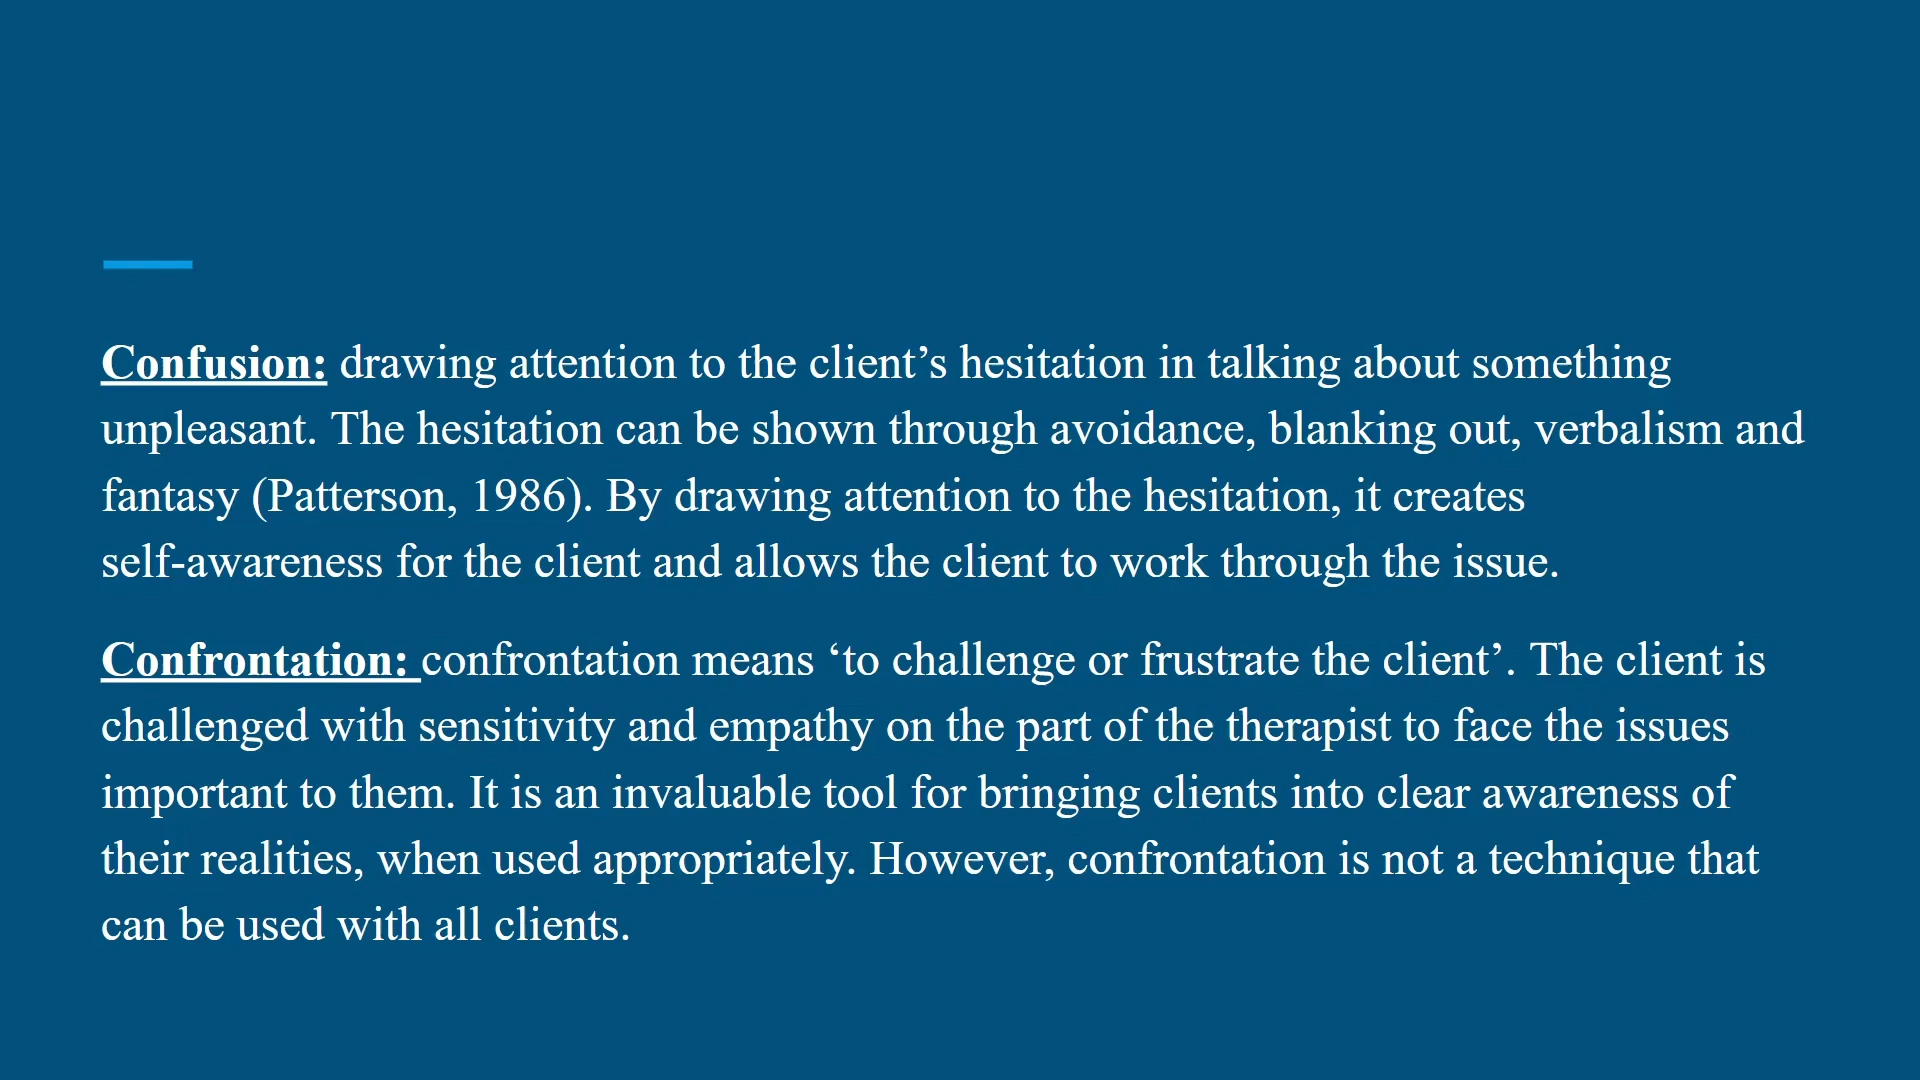 Confusion: drawing attention to the client’s hesitation in talking about something
unpleasant. The hesitation can be shown through avoidance, blanking out, verbalism and
fantasy (Patterson, 1986). By drawing attention to the hesitation, it creates
self-awareness for the client and allows the client to work through the issue.
Confrontation: confrontation means ‘to challenge or frustrate the client’. The client is
challenged with sensitivity and empathy on the part of the therapist to face the issues
important to them. It is an invaluable tool for bringing clients into clear awareness of
their realities, when used appropriately. However, confrontation is not a technique that
can be used with all clients.